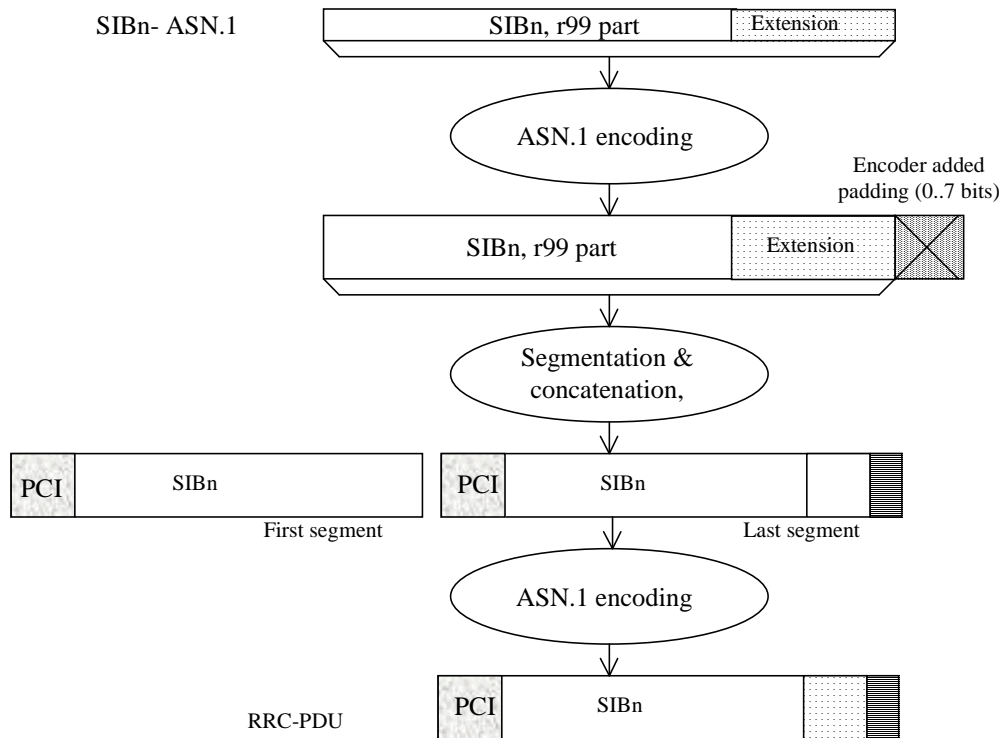 SIBn- ASN.1
SIBn, r99 part
Extension
ASN.1 encoding
Encoder added
padding (0..7 bits)
SIBn, r99 part
Extension
Segmentation &
concatenation,
PCI
SIBn
PCI
SIBn
First segment
Last segment
ASN.1 encoding
PCI
SIBn
RRC-PDU